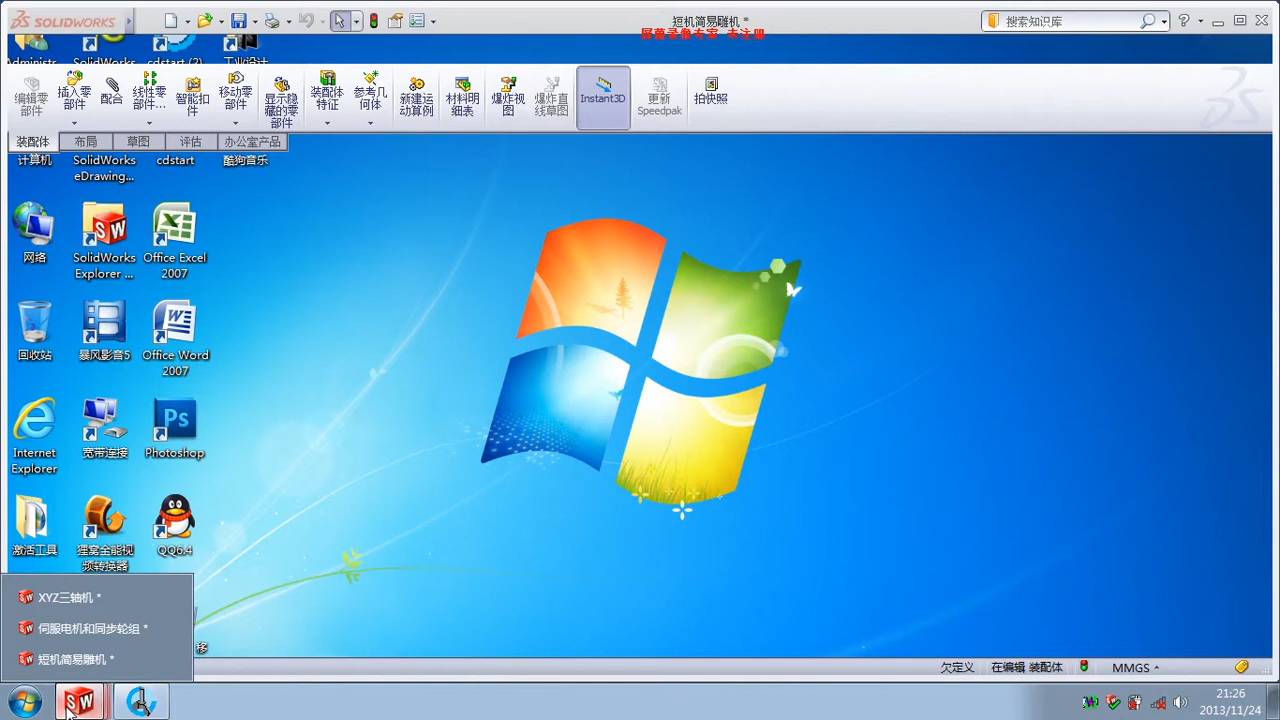 SOLIDWORKS
短机简易雕机 *
搜索知识库
屏幕录像专家 未注册
Administr...
SolidWorks
cdstart (2)
工业设计
编辑零部件
插入零部件
配合
线性零部件...
智能扣件
移动零部件
显示隐藏的零部件
装配体特征
参考几何体
新建运动算例
材料明细表
爆炸视图
爆炸直线草图
Instant3D
更新 Speedpak
拍快照
装配体 布局 草图 评估 办公室产品
计算机
SolidWorks
eDrawing...
cdstart
酷狗音乐
网络
SolidWorks
Explorer ...
Office Excel
2007
回收站
暴风影音5
Office Word
2007
Internet
Explorer
宽带连接
Ps
Photoshop
激活工具
狸窝全能视
频转换器
QQ6.4
XYZ三轴机 *
伺服电机和同步轮组 *
短机简易雕机 *
移
欠定义 在编辑 装配体 MMGS
21:26
2013/11/24